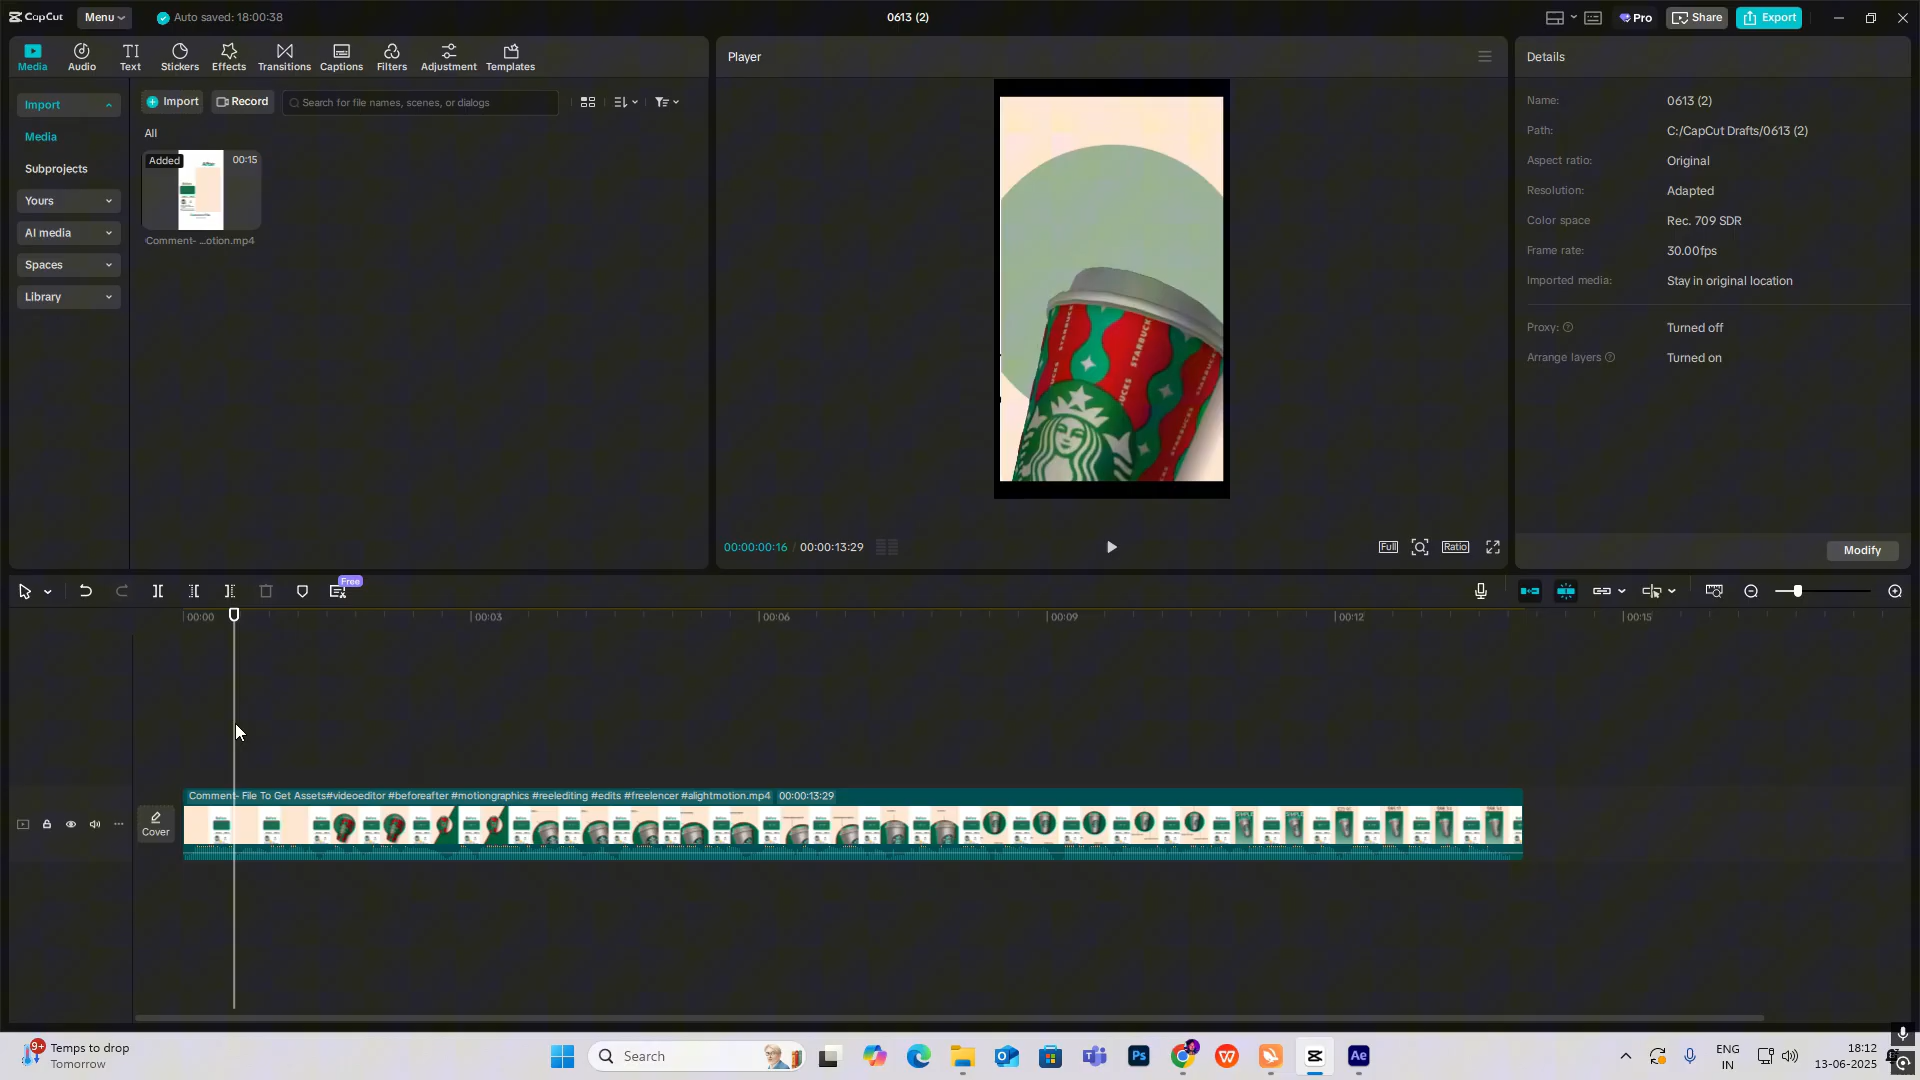 CapCut
Menu
Auto saved: 18:00:38
0613 (2)
Pro
Share
Export
Media
Audio
Text
Stickers
Effects
Transitions
Captions
Filters
Adjustment
Templates
Import
Media
Subprojects
Yours
AI media
Spaces
Library
Import
Record
Search for file names, scenes, or dialogs
All
Added
00:15
Comment- ...otion.mp4
Player
STARBUCKS
STARBUCKS
00:00:00:16 / 00:00:13:29
Full
Ratio
Details
Name: 0613 (2)
Path: C:/CapCut Drafts/0613 (2)
Aspect ratio: Original
Resolution: Adapted
Color space Rec. 709 SDR
Frame rate: 30.00fps
Imported media: Stay in original location
Proxy: Turned off
Arrange layers Turned on
Modify
Free
00:00
00:03
00:06
00:09
00:12
00:15
Cover
Comment- File To Get Assets#videoeditor #beforeafter #motiongraphics #reelediting #edits #freelencer #alightmotion.mp4 00:00:13:29
9+
Temps to drop
Tomorrow
Search
Ps
Ae
ENG
IN
18:12
13-06-2025